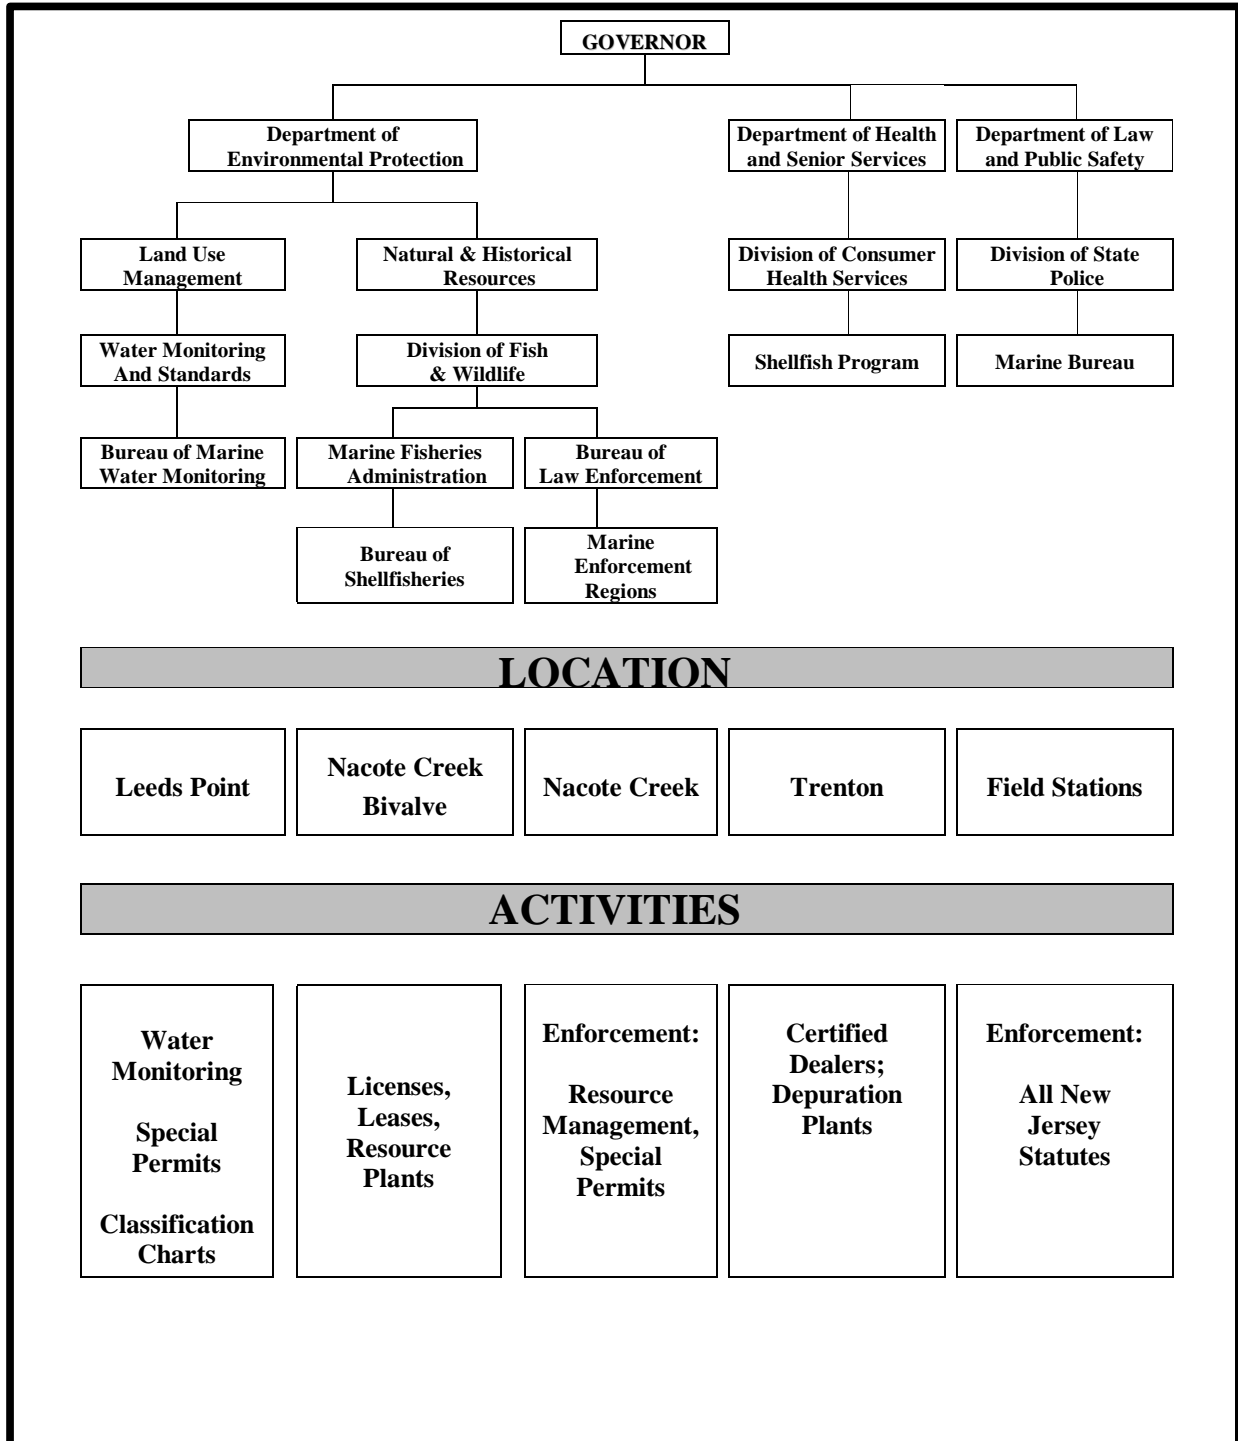 GOVERNOR
Department of
Environmental Protection
Department of Health
and Senior Services
Department of Law
and Public Safety
Land Use
Management
Natural & Historical
Resources
Division of Consumer
Health Services
Division of State
Police
Water Monitoring
And Standards
Division of Fish
& Wildlife
Shellfish Program
Marine Bureau
Bureau of Marine
Water Monitoring
Marine Fisheries
Administration
Bureau of
Law Enforcement
Bureau of
Shellfisheries
Marine
Enforcement
Regions
LOCATION
Leeds Point
Nacote Creek
Bivalve
Nacote Creek
Trenton
Field Stations
ACTIVITIES
Water
Monitoring
Special
Permits
Classification
Charts
Licenses,
Leases,
Resource
Plants
Enforcement:
Resource
Management,
Special
Permits
Certified
Dealers;
Depuration
Plants
Enforcement:
All New
Jersey
Statutes